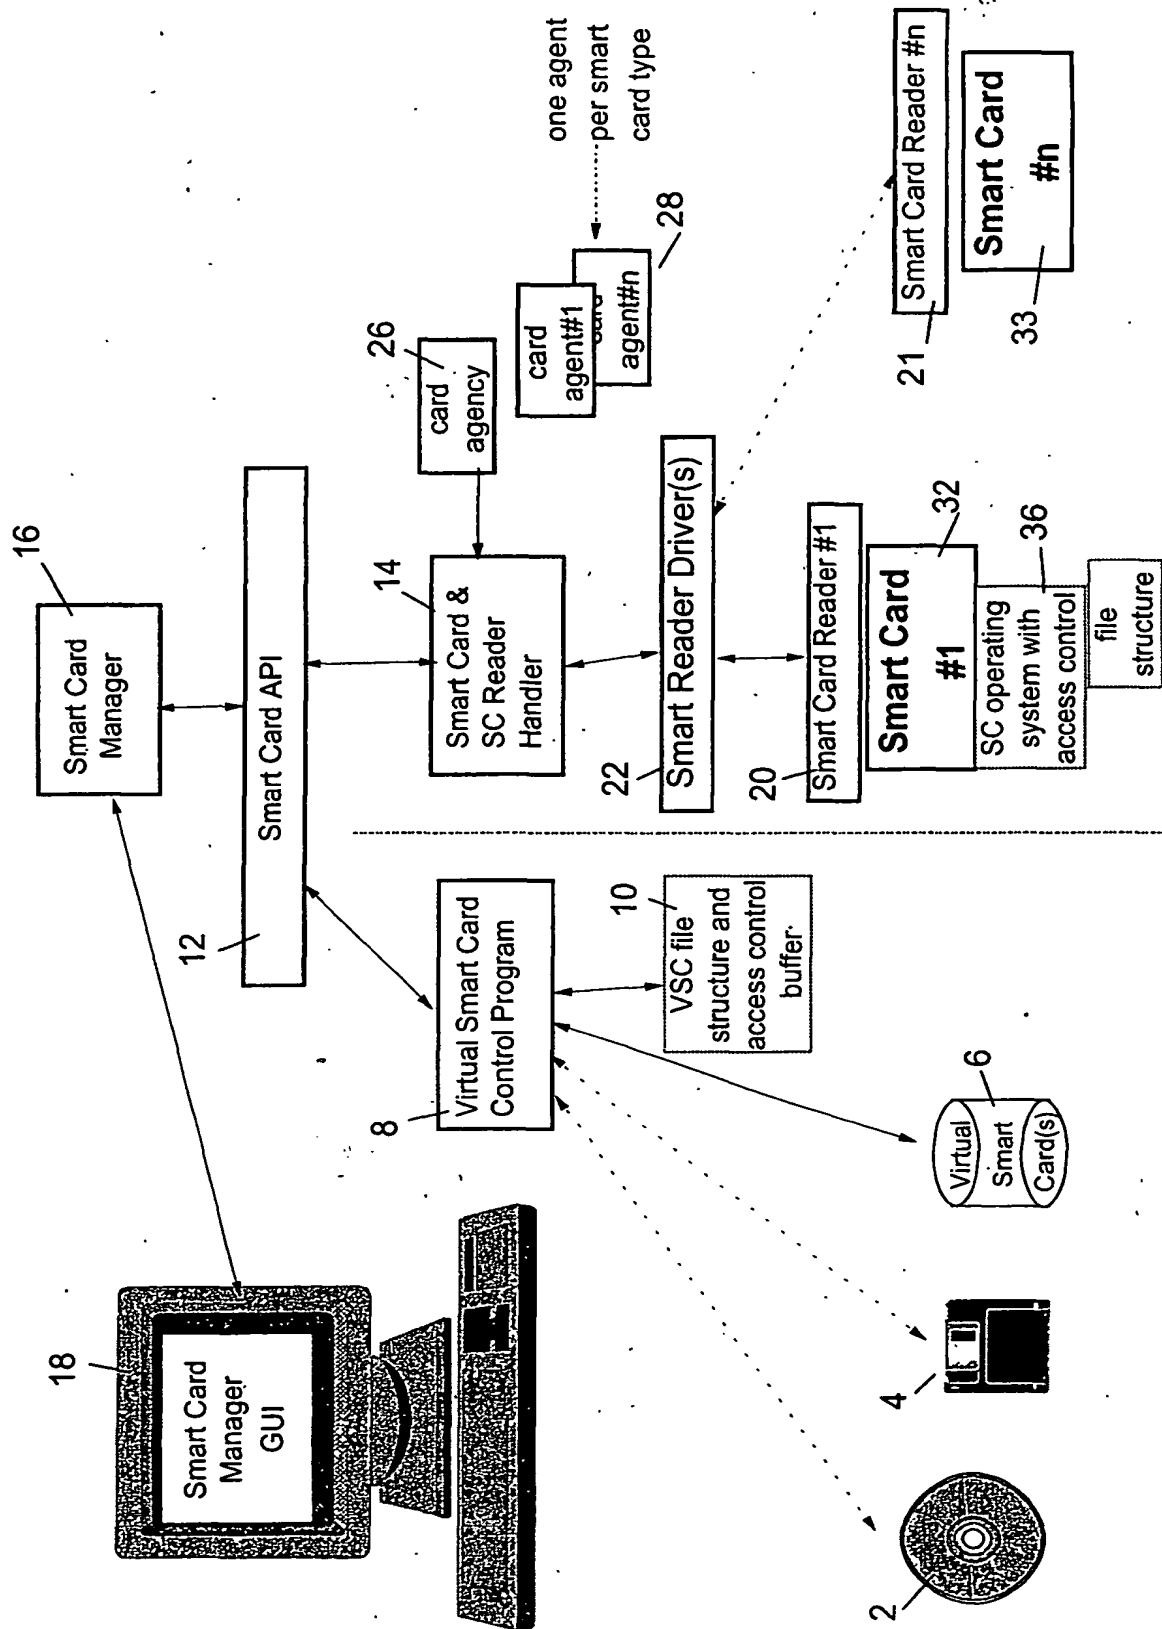 18
Smart Card
Manager
GUI
16
Smart Card
Manager
12
Smart Card API
8
Virtual Smart Card
Control Program
10
VSC file
structure and
access control
buffer
14
Smart Card &
SC Reader
Handler
26
card
agency
card
agent#1
agent#n
28
one agent
per smart
card type
22
Smart Reader Driver(s)
20
Smart Card Reader #1
Smart Card
#1
32
SC operating
system with
access control
36
file
structure
21
Smart Card Reader #n
Smart Card
#n
33
2
4
6
Virtual
Smart
Card(s)